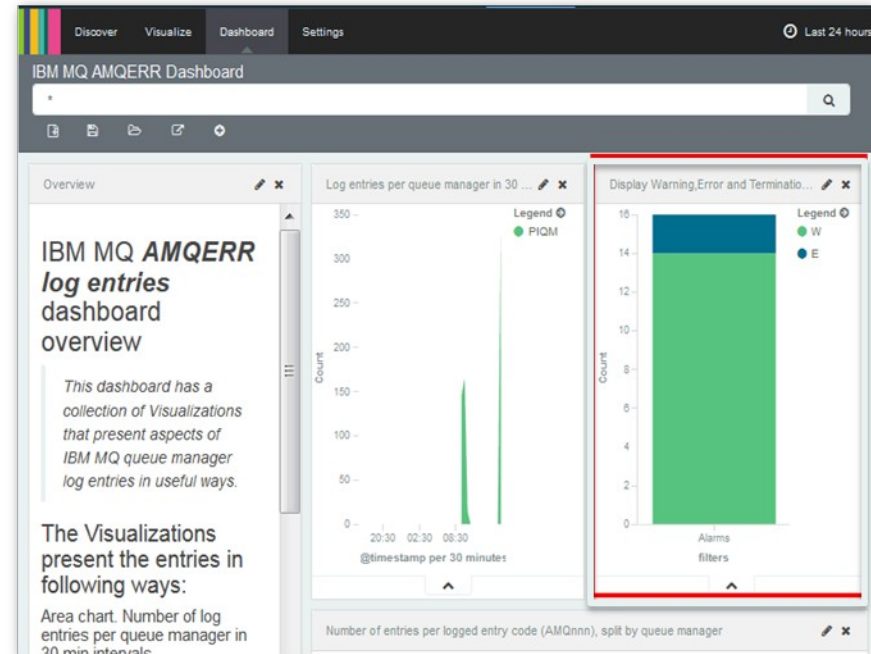 Discover Visualize Dashboard Settings Last 24 hours
IBM MQ AMQERR Dashboard
*
Overview
IBM MQ AMQERR
log entries
dashboard
overview
This dashboard has a
collection of Visualizations
that present aspects of
IBM MQ queue manager
log entries in useful ways.
The Visualizations
present the entries in
following ways:
Area chart. Number of log
entries per queue manager in
30 min intervals
Log entries per queue manager in 30 ...
Legend
PIQM
350
300
250
200
150
100
50
0
Count
20:30 02:30 08:30
@timestamp per 30 minutes
Display Warning,Error and Terminatio...
Legend
W
E
16
14
12
10
8
6
4
2
0
Count
Alarms
filters
Number of entries per logged entry code (AMQnnn), split by queue manager